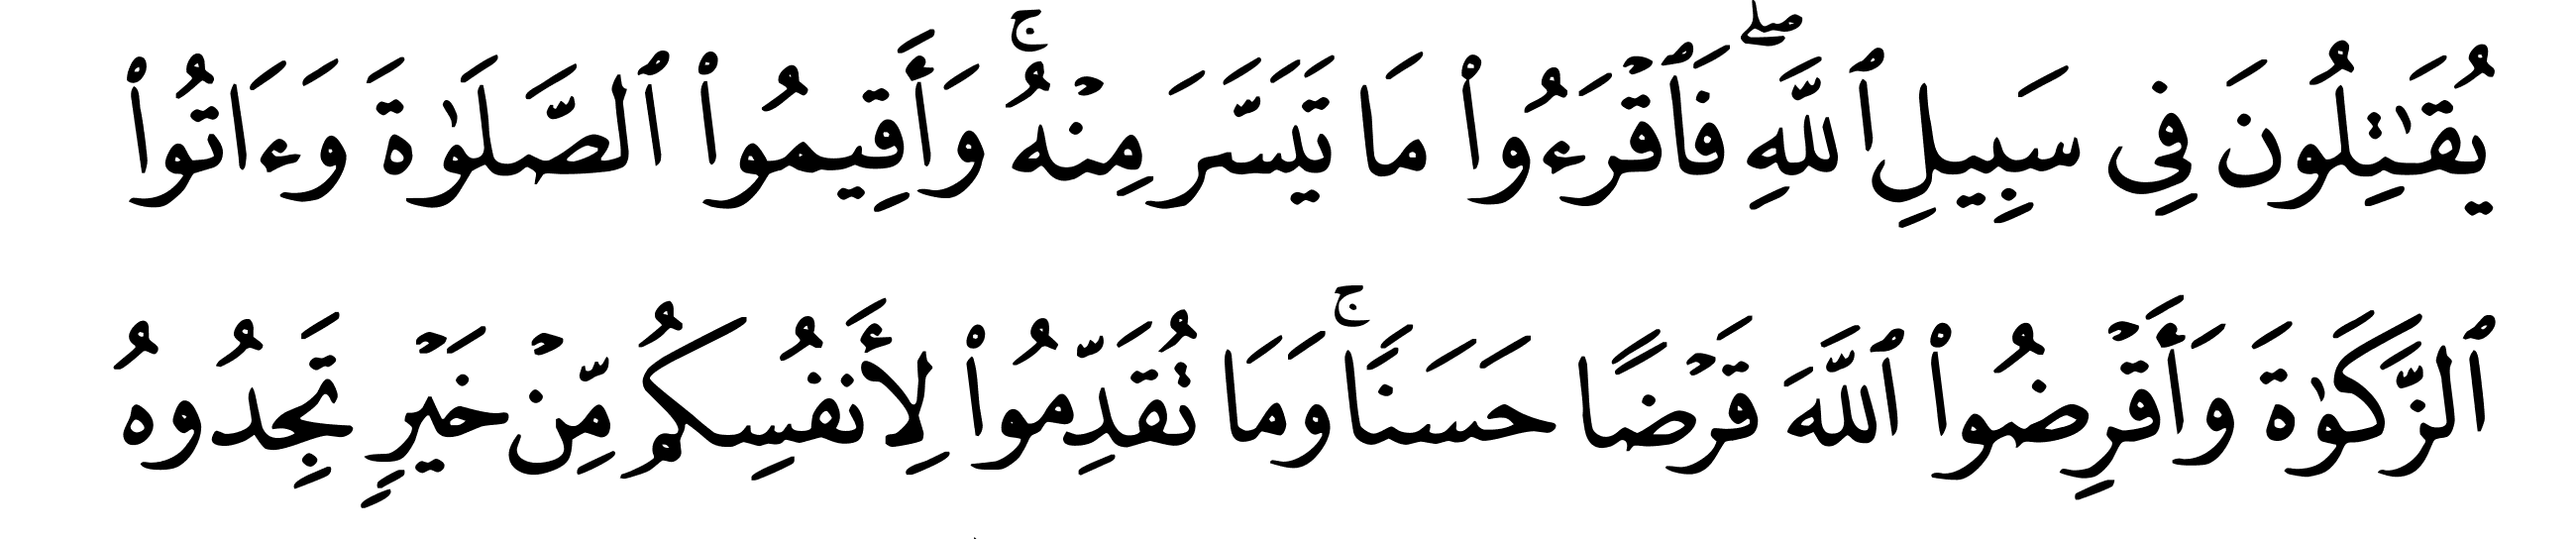 يُقَـٰتِلُونَ فِى سَبِيلِ ٱللَّهِ ۖ فَٱقْرَءُوا۟ مَا تَيَسَّرَ مِنْهُ ۚ وَأَقِيمُوا۟ ٱلصَّلَوٰةَ وَءَاتُوا۟
ٱلزَّكَوٰةَ وَأَقْرِضُوا۟ ٱللَّهَ قَرْضًا حَسَنًا ۚ وَمَا تُقَدِّمُوا۟ لِأَنفُسِكُم مِّنْ خَيْرٍ تَجِدُوهُ